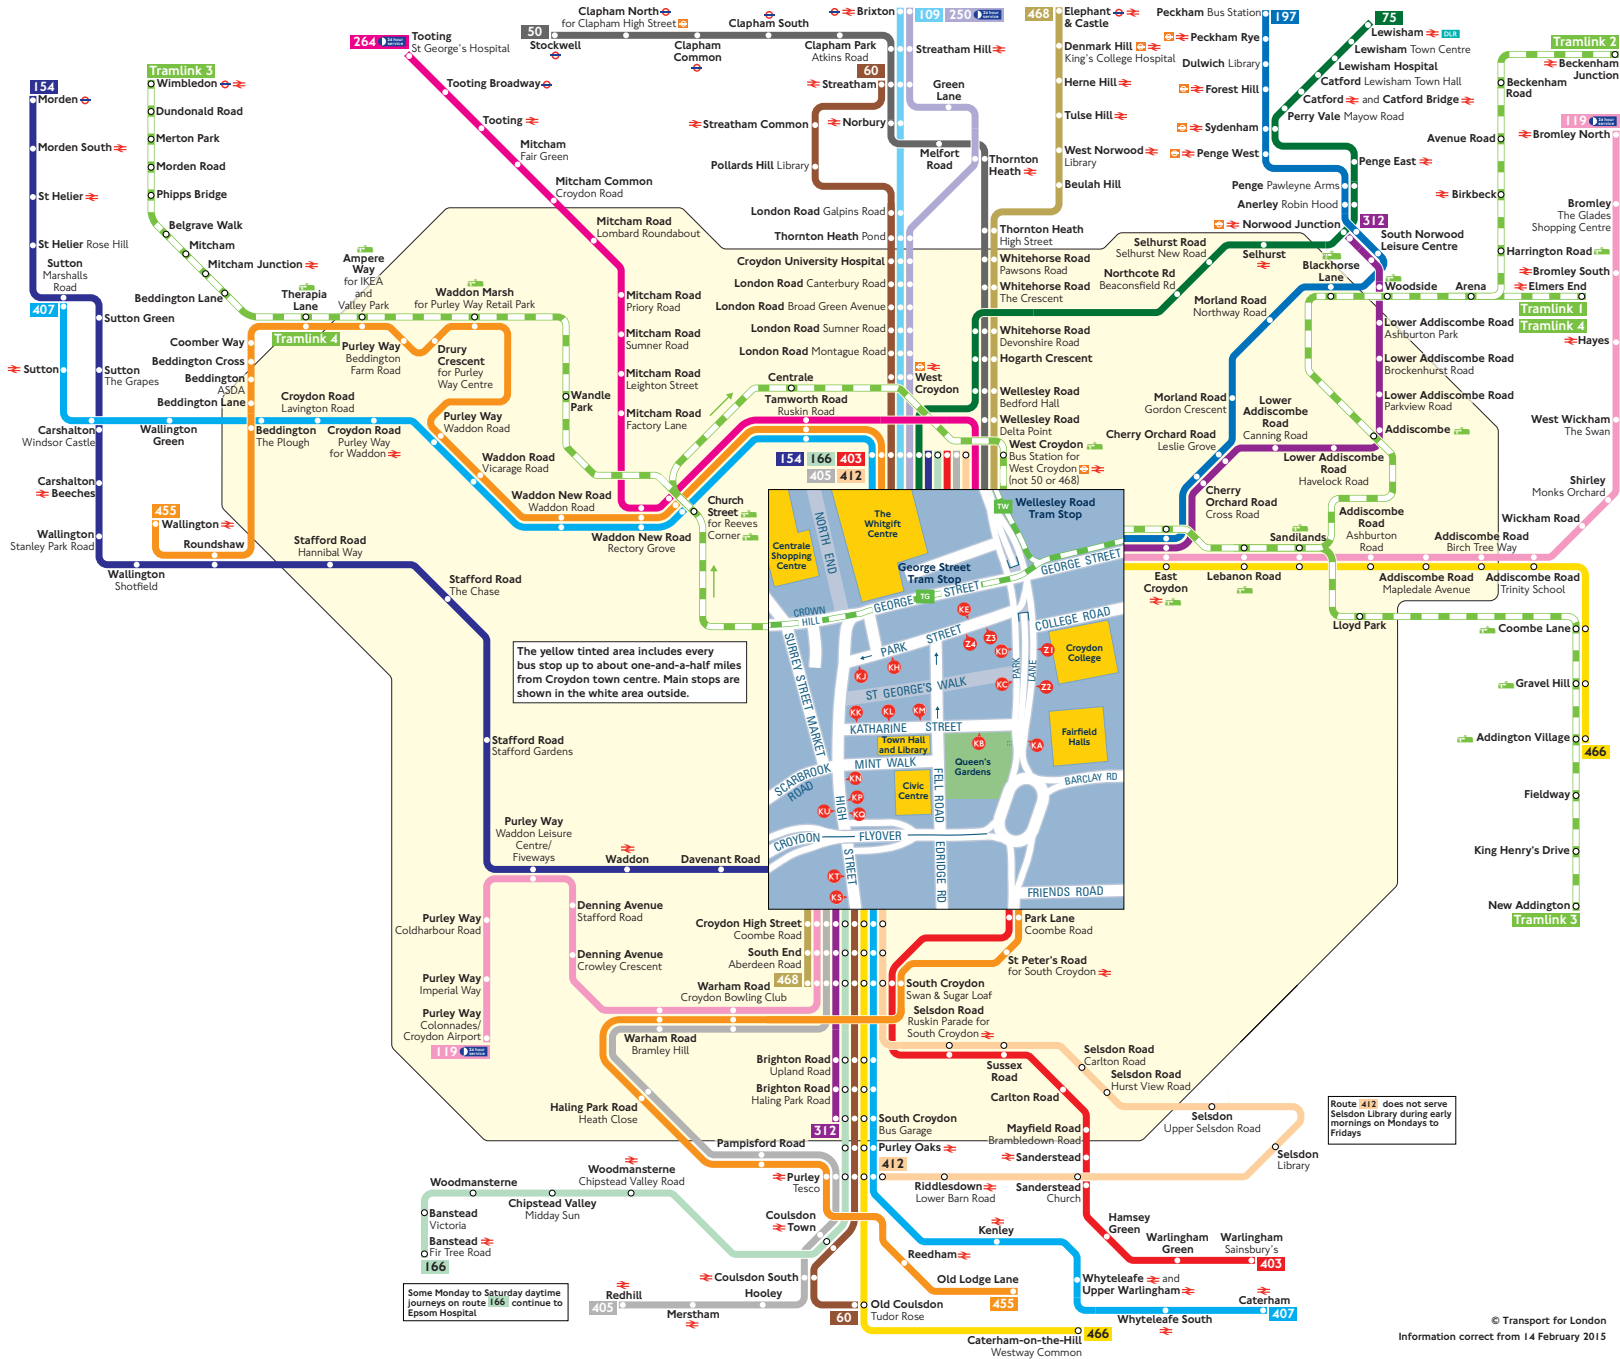 264 24 hour service
Tooting
St George's Hospital
Tooting Broadway
Tooting
Mitcham
Fair Green
Mitcham Common
Croydon Road
Mitcham Road
Lombard Roundabout
Mitcham Road
Priory Road
Mitcham Road
Sumner Road
Mitcham Road
Leighton Street
Mitcham Road
Factory Lane
50
Stockwell
Clapham North
for Clapham High Street
Clapham
Common
Clapham South
Clapham Park
Atkins Road
60
Streatham
Streatham Common
Pollards Hill Library
Brixton
109
250 24 hour service
Streatham Hill
Green
Lane
Norbury
Melfort
Road
Thornton
Heath
London Road Galpins Road
Thornton Heath Pond
Croydon University Hospital
London Road Canterbury Road
London Road Broad Green Avenue
London Road Sumner Road
London Road Montague Road
West
Croydon
Centrale
Tamworth Road
Ruskin Road
468
Elephant
& Castle
Denmark Hill
King's College Hospital
Herne Hill
Tulse Hill
West Norwood
Library
Beulah Hill
Thornton Heath
High Street
Whitehorse Road
Pawsons Road
Whitehorse Road
The Crescent
Whitehorse Road
Devonshire Road
Hogarth Crescent
Wellesley Road
Bedford Hall
Wellesley Road
Delta Point
West Croydon
Bus Station for
West Croydon
(not 50 or 468)
Peckham Bus Station
197
Peckham Rye
Dulwich Library
Forest Hill
Sydenham
Penge West
Penge Pawleyne Arms
Anerley Robin Hood
Norwood Junction
75
Lewisham DLR
Lewisham Town Centre
Lewisham Hospital
Catford Lewisham Town Hall
Catford and Catford Bridge
Perry Vale Mayow Road
Penge East
312
South Norwood
Leisure Centre
Selhurst Road
Selhurst New Road
Selhurst
Northcote Rd
Beaconsfield Rd
Morland Road
Northway Road
Morland Road
Gordon Crescent
Blackhorse
Lane
Woodside
Arena
Elmers End
Tramlink 1
Tramlink 4
Tramlink 2
Beckenham
Junction
Beckenham
Road
Avenue Road
Birkbeck
Harrington Road
119 24 hour service
Bromley North
Bromley
The Glades
Shopping Centre
Bromley South
Hayes
West Wickham
The Swan
Shirley
Monks Orchard
Wickham Road
Addiscombe Road
Birch Tree Way
Addiscombe Road
Mapledale Avenue
Addiscombe Road
Trinity School
Lower Addiscombe Road
Ashburton Park
Lower Addiscombe Road
Brockenhurst Road
Lower Addiscombe Road
Parkview Road
Addiscombe
Lower
Addiscombe
Road
Canning Road
Lower Addiscombe
Road
Havelock Road
Cherry Orchard Road
Leslie Grove
Cherry
Orchard Road
Cross Road
Addiscombe
Road
Ashburton
Road
Sandilands
East
Croydon
Lebanon Road
Lloyd Park
Coombe Lane
Gravel Hill
Addington Village
466
Fieldway
King Henry's Drive
New Addington
Tramlink 3
154
Morden
Morden South
St Helier
St Helier Rose Hill
Sutton
Marshalls
Road
407
Sutton Green
Sutton
Sutton
The Grapes
Carshalton
Windsor Castle
Carshalton
Beeches
Wallington
Stanley Park Road
Wallington
Green
Wallington
Shotfield
Tramlink 3
Wimbledon
Dundonald Road
Merton Park
Morden Road
Phipps Bridge
Belgrave Walk
Mitcham
Mitcham Junction
Beddington Lane
Therapia
Lane
Tramlink 4
Ampere
Way
for IKEA
and
Valley Park
Waddon Marsh
for Purley Way Retail Park
Wandle
Park
Church
Street
for Reeves
Corner
Coomber Way
Beddington Cross
Beddington
ASDA
Beddington Lane
Beddington
The Plough
Purley Way
Beddington
Farm Road
Drury
Crescent
for Purley
Way Centre
Purley Way
Waddon Road
Croydon Road
Lavington Road
Croydon Road
Purley Way
for Waddon
Waddon Road
Vicarage Road
Waddon New Road
Waddon Road
Waddon New Road
Rectory Grove
455
Wallington
Roundshaw
Stafford Road
Hannibal Way
Stafford Road
The Chase
Stafford Road
Stafford Gardens
Purley Way
Waddon Leisure
Centre/
Fiveways
Waddon
Davenant Road
154 166 403
405 412
The yellow tinted area includes every
bus stop up to about one-and-a-half miles
from Croydon town centre. Main stops are
shown in the white area outside.
NORTH END
The
Whitgift
Centre
Centrale
Shopping
Centre
TW
Wellesley Road
Tram Stop
George Street
Tram Stop
TG
GEORGE STREET
GEORGE STREET
CROWN
HILL
SURREY STREET MARKET
PARK STREET
ST GEORGE'S WALK
KATHARINE STREET
COLLEGE ROAD
PARK LANE
Croydon
College
Fairfield
Halls
Town Hall
and Library
Queen's
Gardens
Civic
Centre
MINT WALK
SCARBROOK
ROAD
FELL ROAD
BARCLAY RD
HIGH STREET
CROYDON FLYOVER
EDRIDGE RD
FRIENDS ROAD
KE
Z4
Z3
KD
Z1
KH
KJ
KC
Z2
KK
KL
KM
KB
KA
KN
KP
KU
KQ
KT
KS
Purley Way
Coldharbour Road
Purley Way
Imperial Way
Purley Way
Colonnades/
Croydon Airport
119 24 hour service
Denning Avenue
Stafford Road
Denning Avenue
Crowley Crescent
Croydon High Street
Coombe Road
South End
Aberdeen Road
468
Warham Road
Croydon Bowling Club
Warham Road
Bramley Hill
Haling Park Road
Heath Close
Pampisford Road
Brighton Road
Upland Road
Brighton Road
Haling Park Road
312
South Croydon
Bus Garage
Purley Oaks
412
Purley
Tesco
Park Lane
Coombe Road
St Peter's Road
for South Croydon
South Croydon
Swan & Sugar Loaf
Selsdon Road
Ruskin Parade for
South Croydon
Sussex
Road
Carlton Road
Selsdon Road
Carlton Road
Selsdon Road
Hurst View Road
Selsdon
Upper Selsdon Road
Selsdon
Library
Mayfield Road
Brambledown Road
Sanderstead
Sanderstead
Church
Riddlesdown
Lower Barn Road
Hamsey
Green
Warlingham
Green
Warlingham
Sainsbury's
403
Kenley
Whyteleafe and
Upper Warlingham
Whyteleafe South
Caterham
407
Coulsdon
Town
Reedham
Old Lodge Lane
455
Coulsdon South
Hooley
Merstham
Redhill
405
60
Old Coulsdon
Tudor Rose
Caterham-on-the-Hill
Westway Common
466
Woodmansterne
Chipstead Valley Road
Chipstead Valley
Midday Sun
Woodmansterne
Banstead
Victoria
Banstead
Fir Tree Road
166
Some Monday to Saturday daytime
journeys on route 166 continue to
Epsom Hospital
Route 412 does not serve
Selsdon Library during early
mornings on Mondays to
Fridays
© Transport for London
Information correct from 14 February 2015